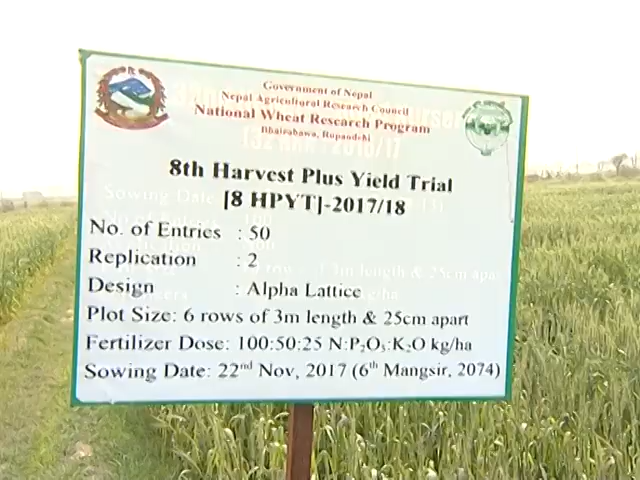 Government of Nepal
Nepal Agricultural Research Council
National Wheat Research Program
Bhairahawa, Rupandehi
8th Harvest Plus Yield Trial
[8 HPYT]-2017/18
No. of Entries : 50
Replication : 2
Design : Alpha Lattice
Plot Size: 6 rows of 3m length & 25cm apart
Fertilizer Dose: 100:50:25 N:P₂O₅:K₂O kg/ha
Sowing Date: 22nd Nov, 2017 (6th Mangsir, 2074)